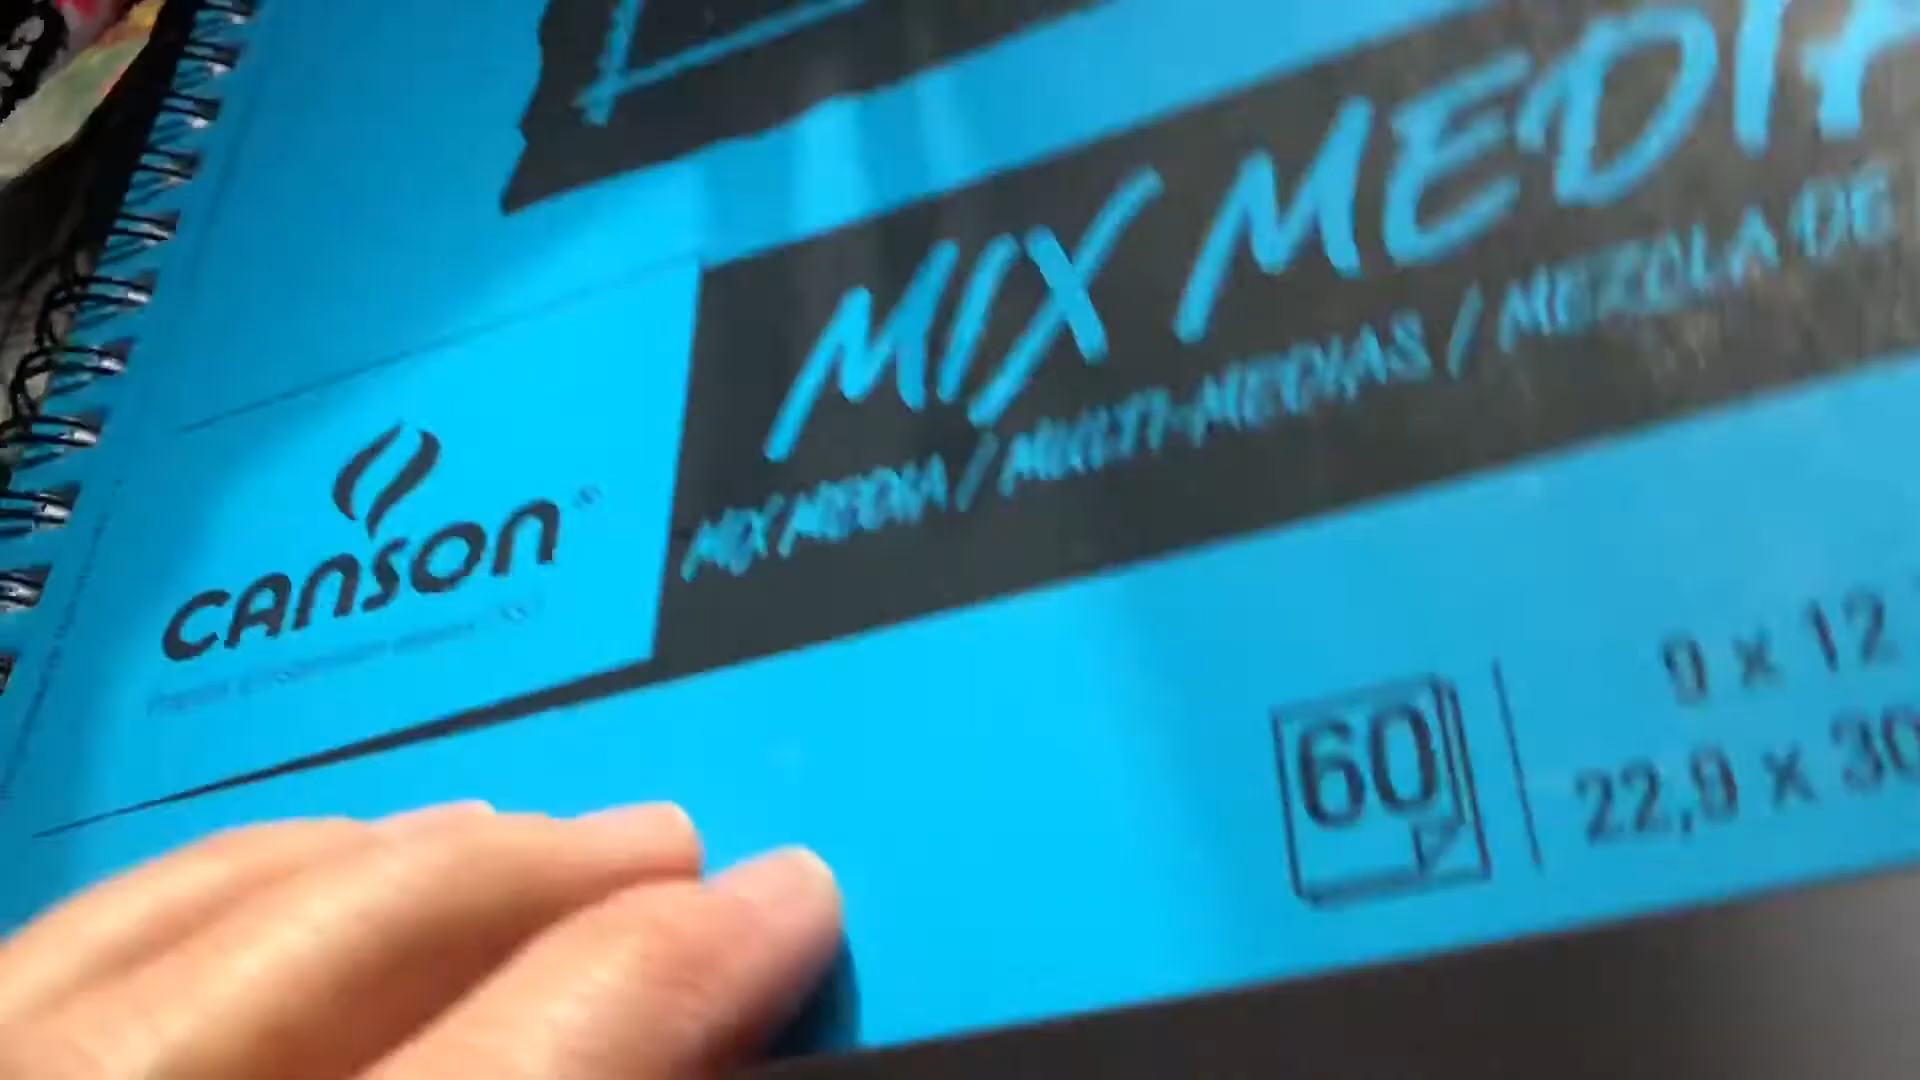 MIX MEDIA
MIX MEDIA / MULTI-MEDIAS / MEZCLA DE
CANSON®
60
9 x 12
22,9 x 30